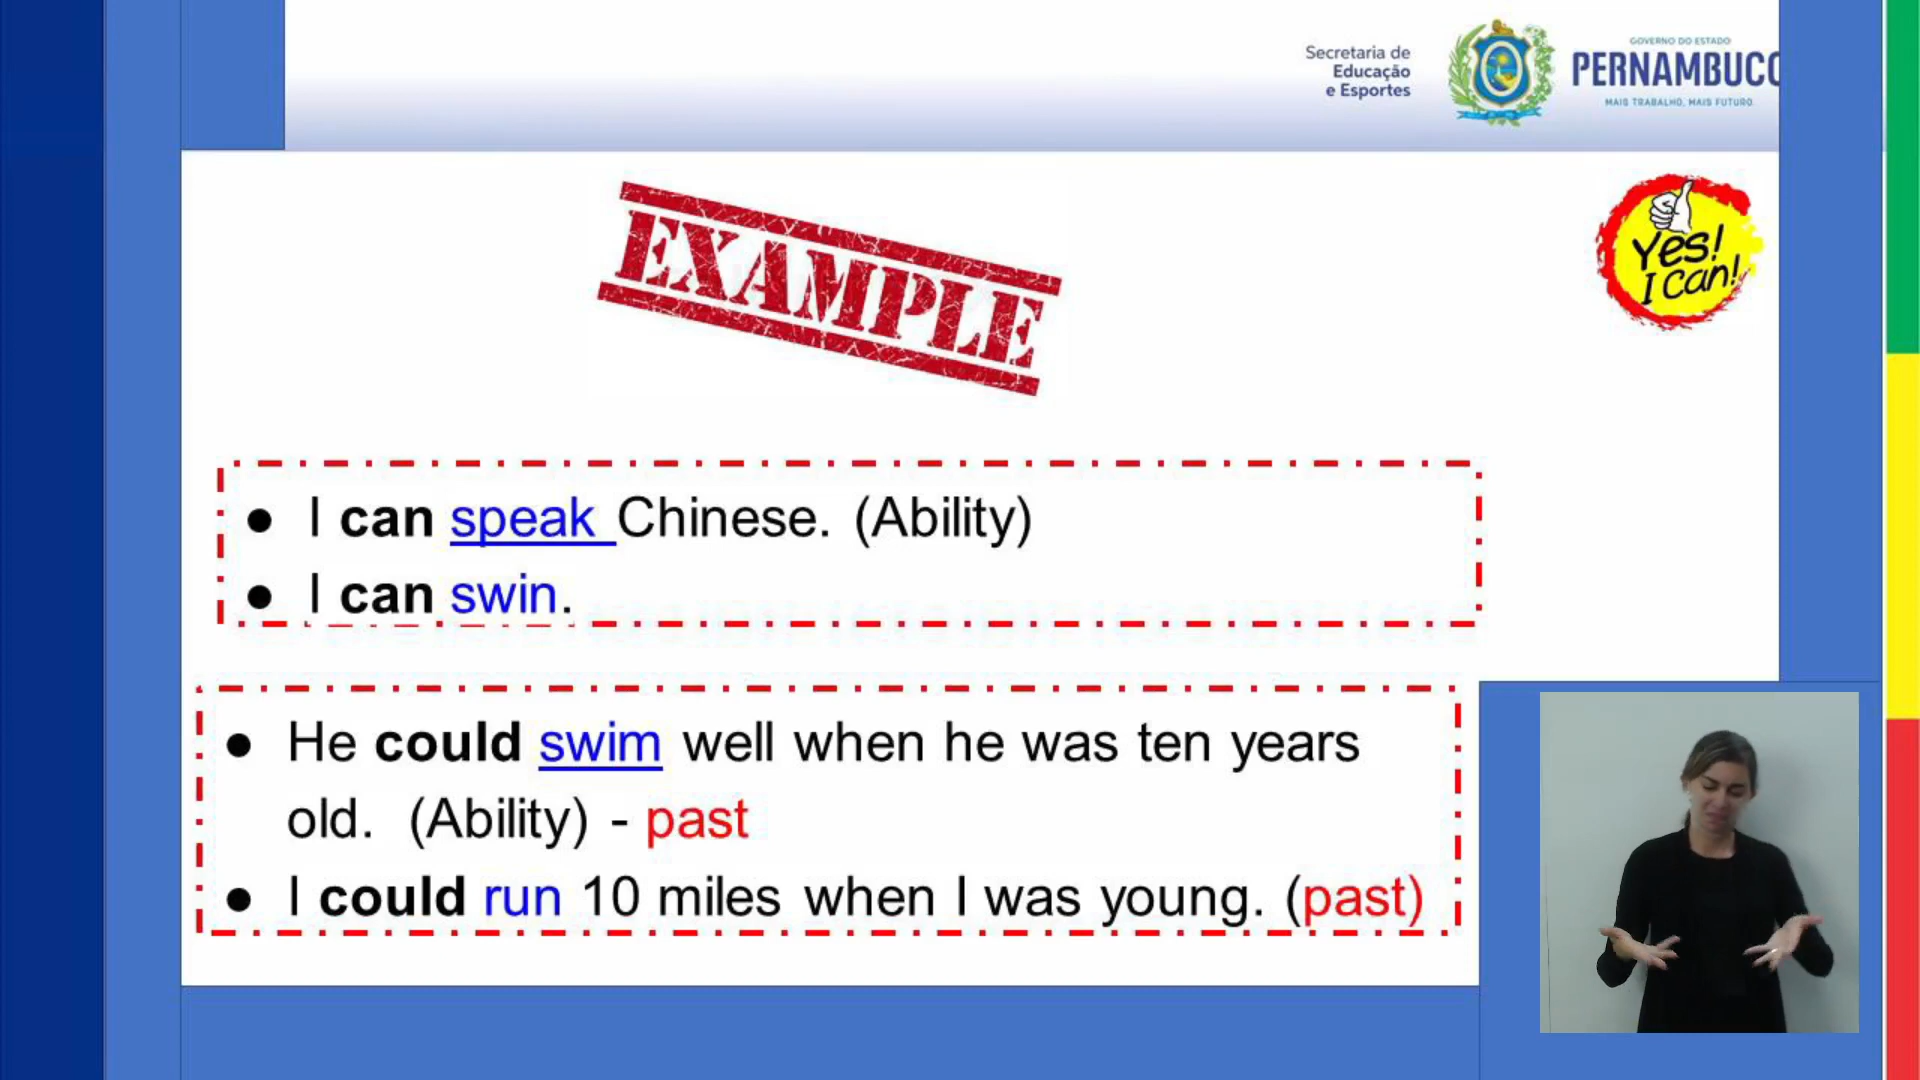 Secretaria de
Educação
e Esportes
GOVERNO DO ESTADO
PERNAMBUCO
MAIS TRABALHO, MAIS FUTURO.
EXAMPLE
Yes!
I can!
● I can speak Chinese. (Ability)
● I can swin.
● He could swim well when he was ten years
old. (Ability) - past
● I could run 10 miles when I was young. (past)